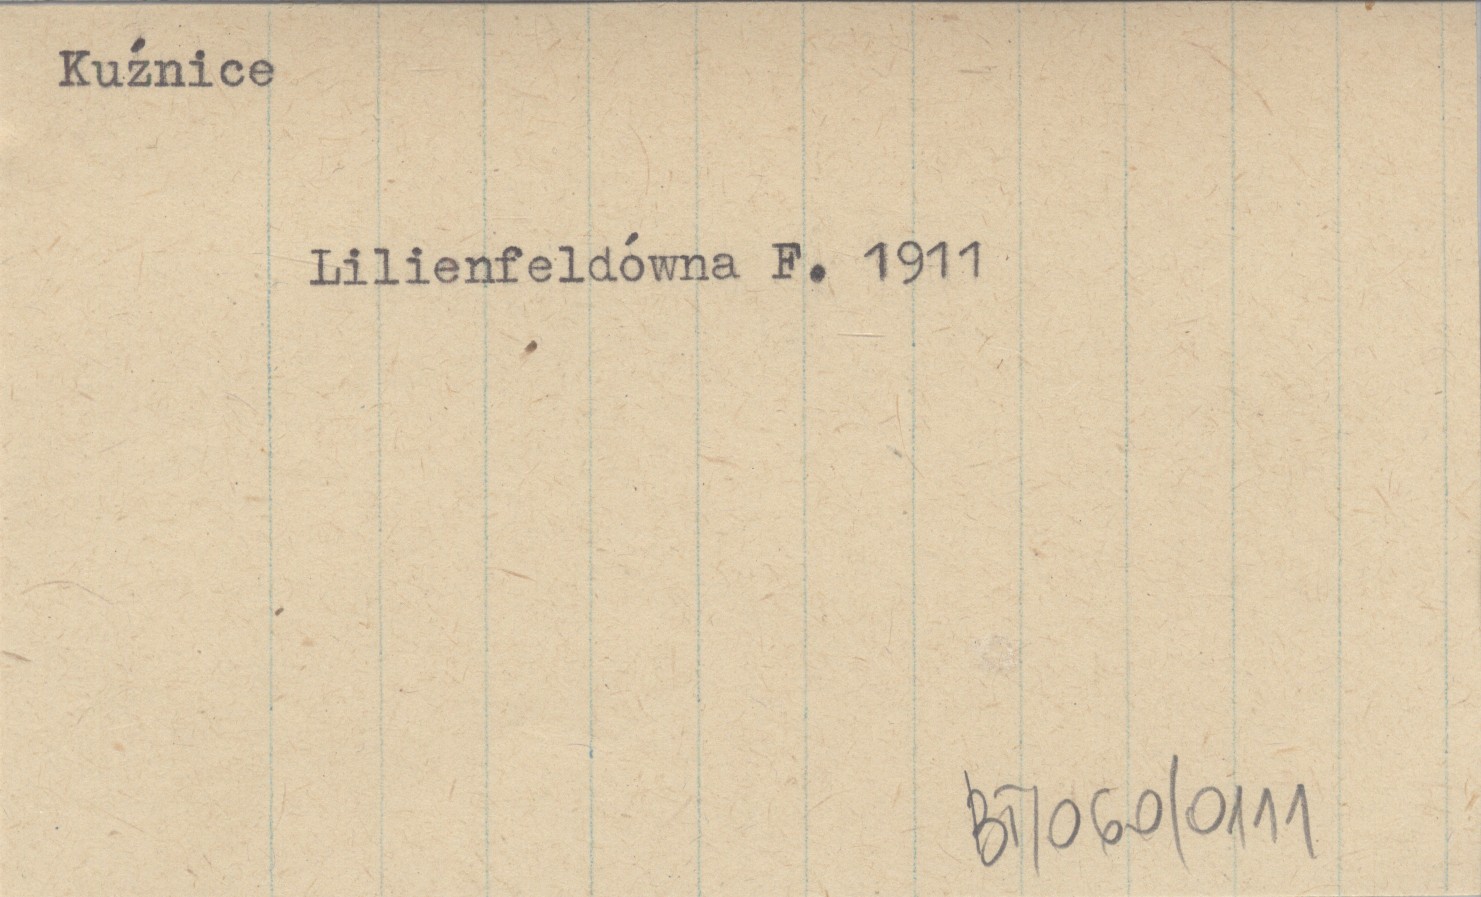 Kuźnice
Lilienfeldówna F. 1911
BT/060/0111